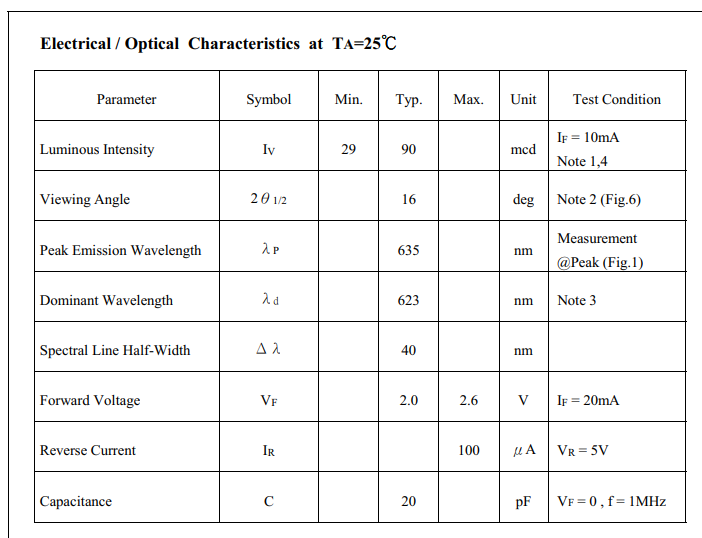 Electrical / Optical Characteristics at TA=25℃
Parameter Symbol Min. Typ. Max. Unit Test Condition
Luminous Intensity IV 29 90 mcd IF = 10mA
Note 1,4
Viewing Angle 2θ1/2 16 deg Note 2 (Fig.6)
Peak Emission Wavelength λP 635 nm Measurement
@Peak (Fig.1)
Dominant Wavelength λd 623 nm Note 3
Spectral Line Half-Width Δλ 40 nm
Forward Voltage VF 2.0 2.6 V IF = 20mA
Reverse Current IR 100 μA VR = 5V
Capacitance C 20 pF VF = 0 , f = 1MHz